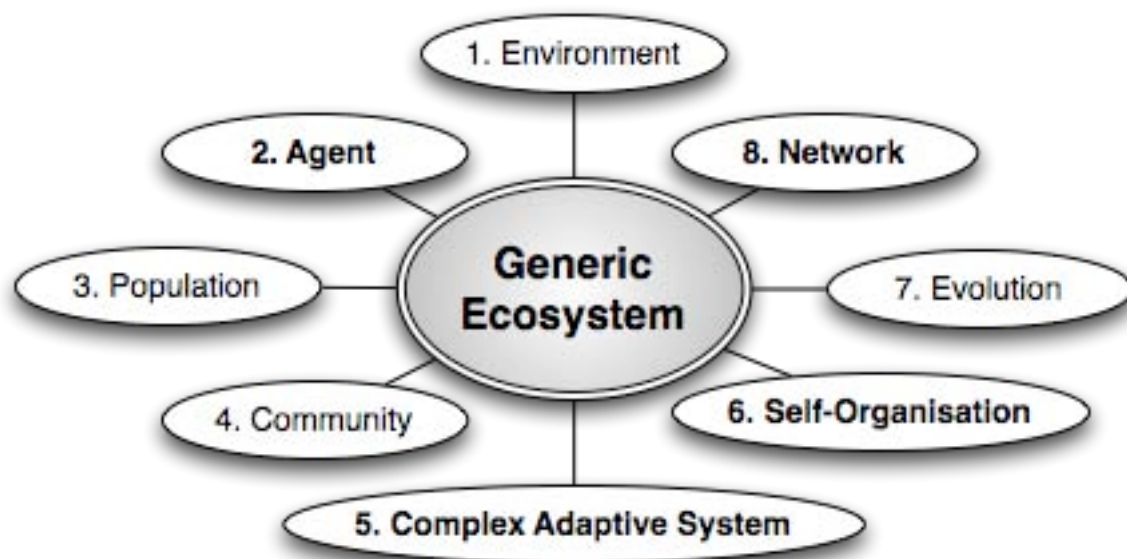 1. Environment
2. Agent
8. Network
Generic
Ecosystem
3. Population
7. Evolution
4. Community
6. Self-Organisation
5. Complex Adaptive System